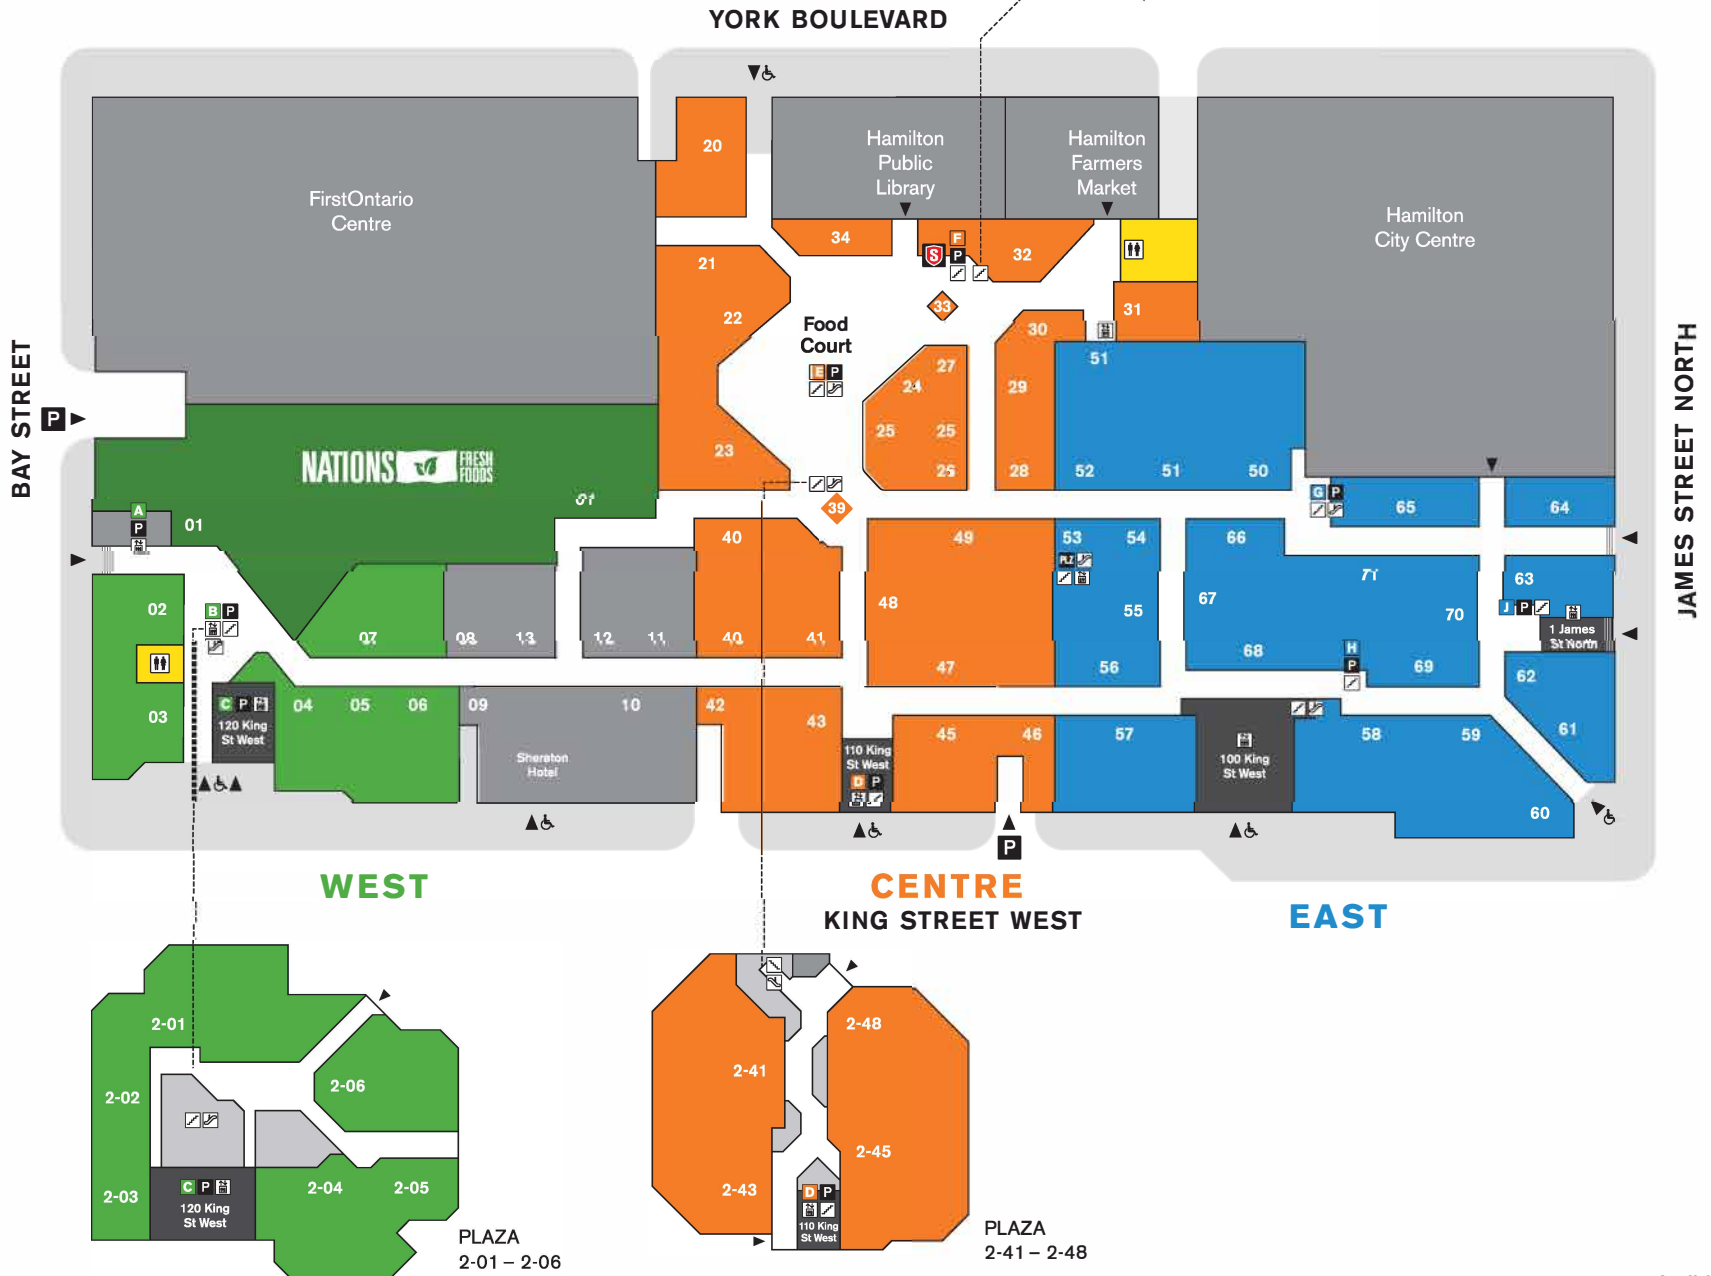 YORK BOULEVARD
20
Hamilton
Public
Library
Hamilton
Farmers
Market
FirstOntario
Centre
Hamilton
City Centre
34
F
S
P
32
21
22
33
31
30
Food
Court
E P
51
27
24
29
25
25
23
25
28
52
51
50
BAY STREET
P
JAMES STREET NORTH
NATIONS
FRESH
FOODS
01
A
P
01
39
G P
65
64
40
49
53
54
66
71
63
02
B P
48
55
67
70
J P
1 James
St North
07
08
13
12
11
40
41
47
56
68
H
P
69
62
03
C P
120 King
St West
04
05
06
09
10
42
43
45
46
57
58
59
61
Sheraton
Hotel
110 King
St West
D P
100 King
St West
60
P
WEST
CENTRE
KING STREET WEST
EAST
2-01
2-02
2-06
2-03
C P
120 King
St West
2-04
2-05
PLAZA
2-01 – 2-06
2-48
2-41
2-45
2-43
D P
110 King
St West
PLAZA
2-41 – 2-48